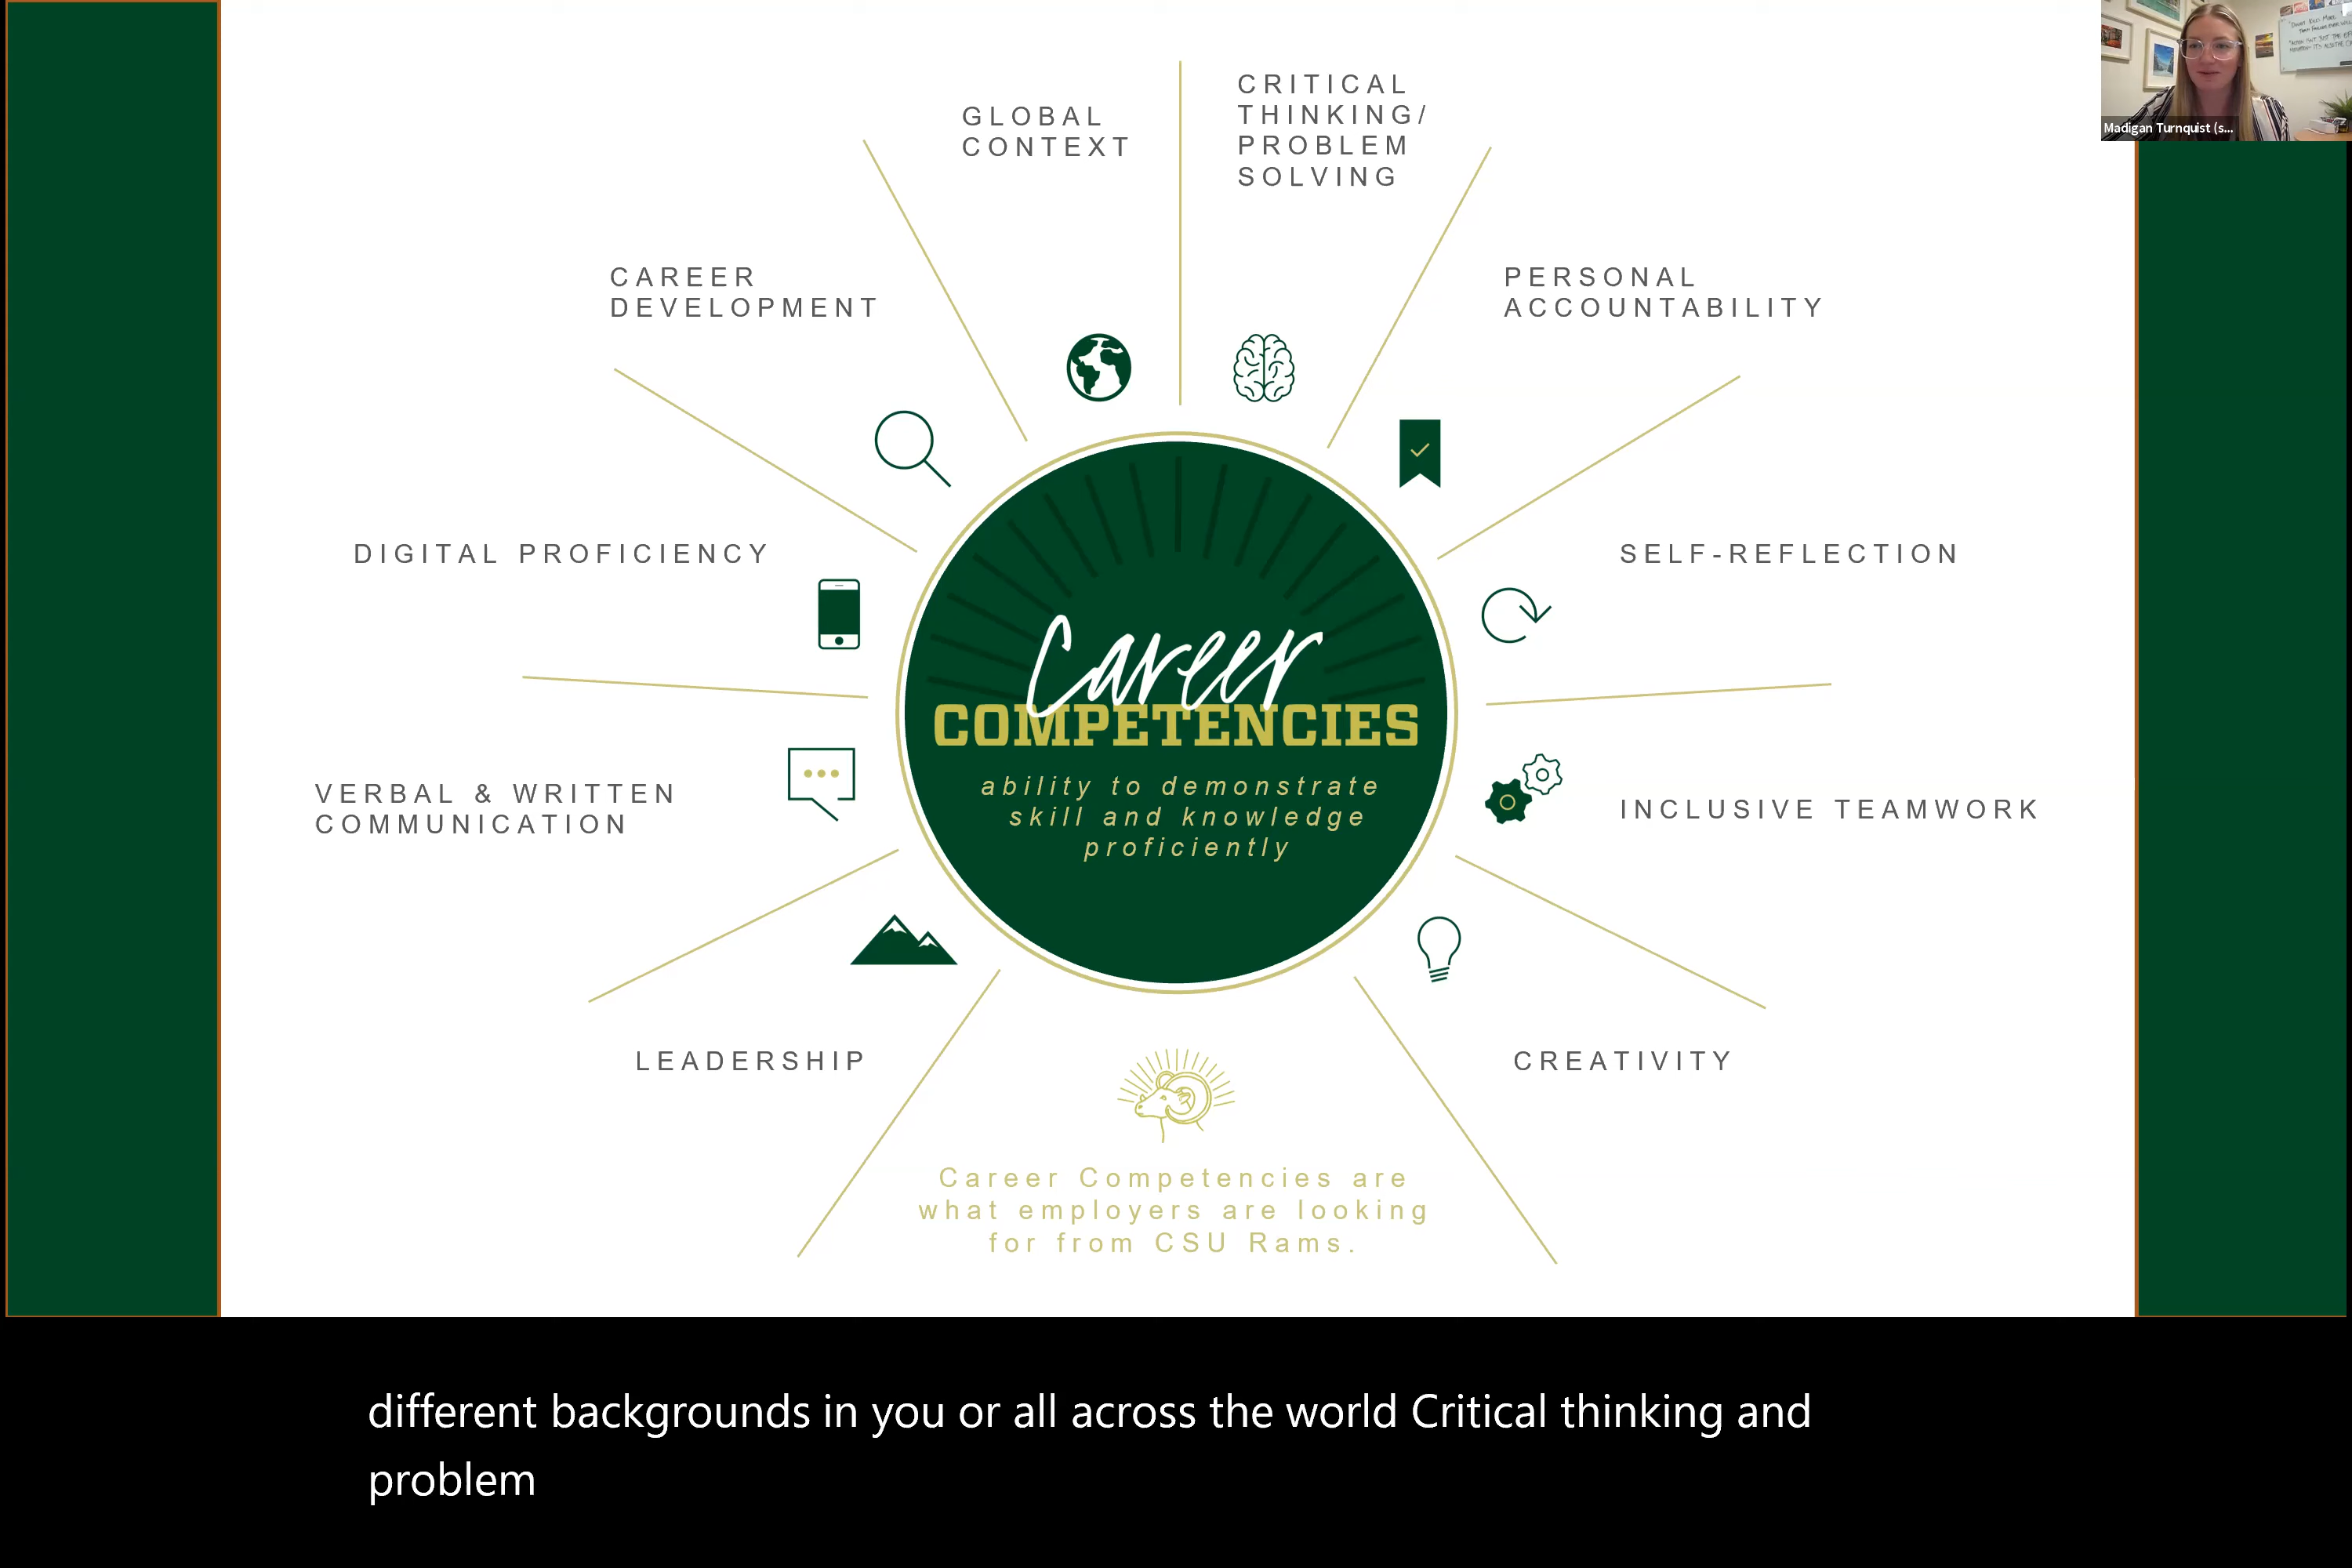 GLOBAL
CONTEXT
CRITICAL
THINKING/
PROBLEM
SOLVING
CAREER
DEVELOPMENT
PERSONAL
ACCOUNTABILITY
DIGITAL PROFICIENCY
SELF-REFLECTION
VERBAL & WRITTEN
COMMUNICATION
INCLUSIVE TEAMWORK
LEADERSHIP
CREATIVITY
Career
COMPETENCIES
ability to demonstrate
skill and knowledge
proficiently
Career Competencies are
what employers are looking
for from CSU Rams.
Madigan Turnquist (s...
different backgrounds in you or all across the world Critical thinking and
problem